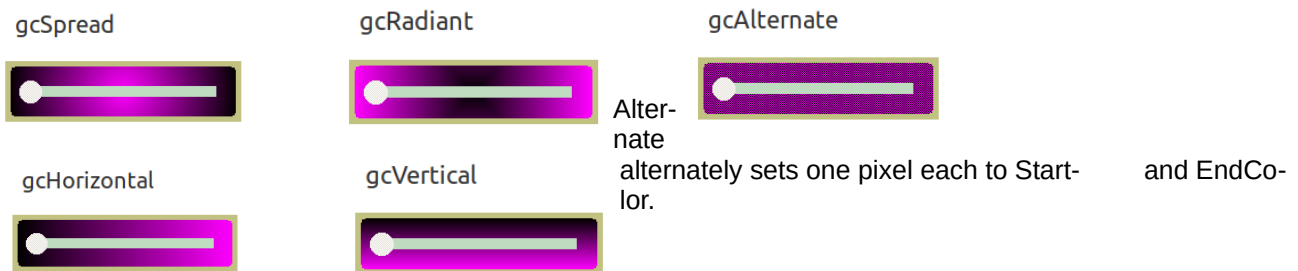 gcSpread
gcRadiant
gcAlternate
Alter-
nate
alternately sets one pixel each to Start- and EndCo-
lor.
gcHorizontal
gcVertical